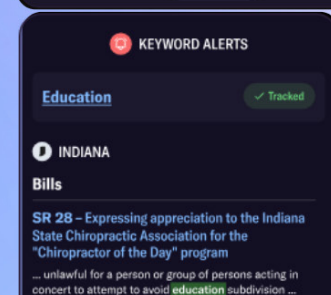 KEYWORD ALERTS
Education
✓ Tracked
INDIANA
Bills
SR 28 – Expressing appreciation to the Indiana
State Chiropractic Association for the
"Chiropractor of the Day" program
... unlawful for a person or group of persons acting in
concert to attempt to avoid education subdivision ...